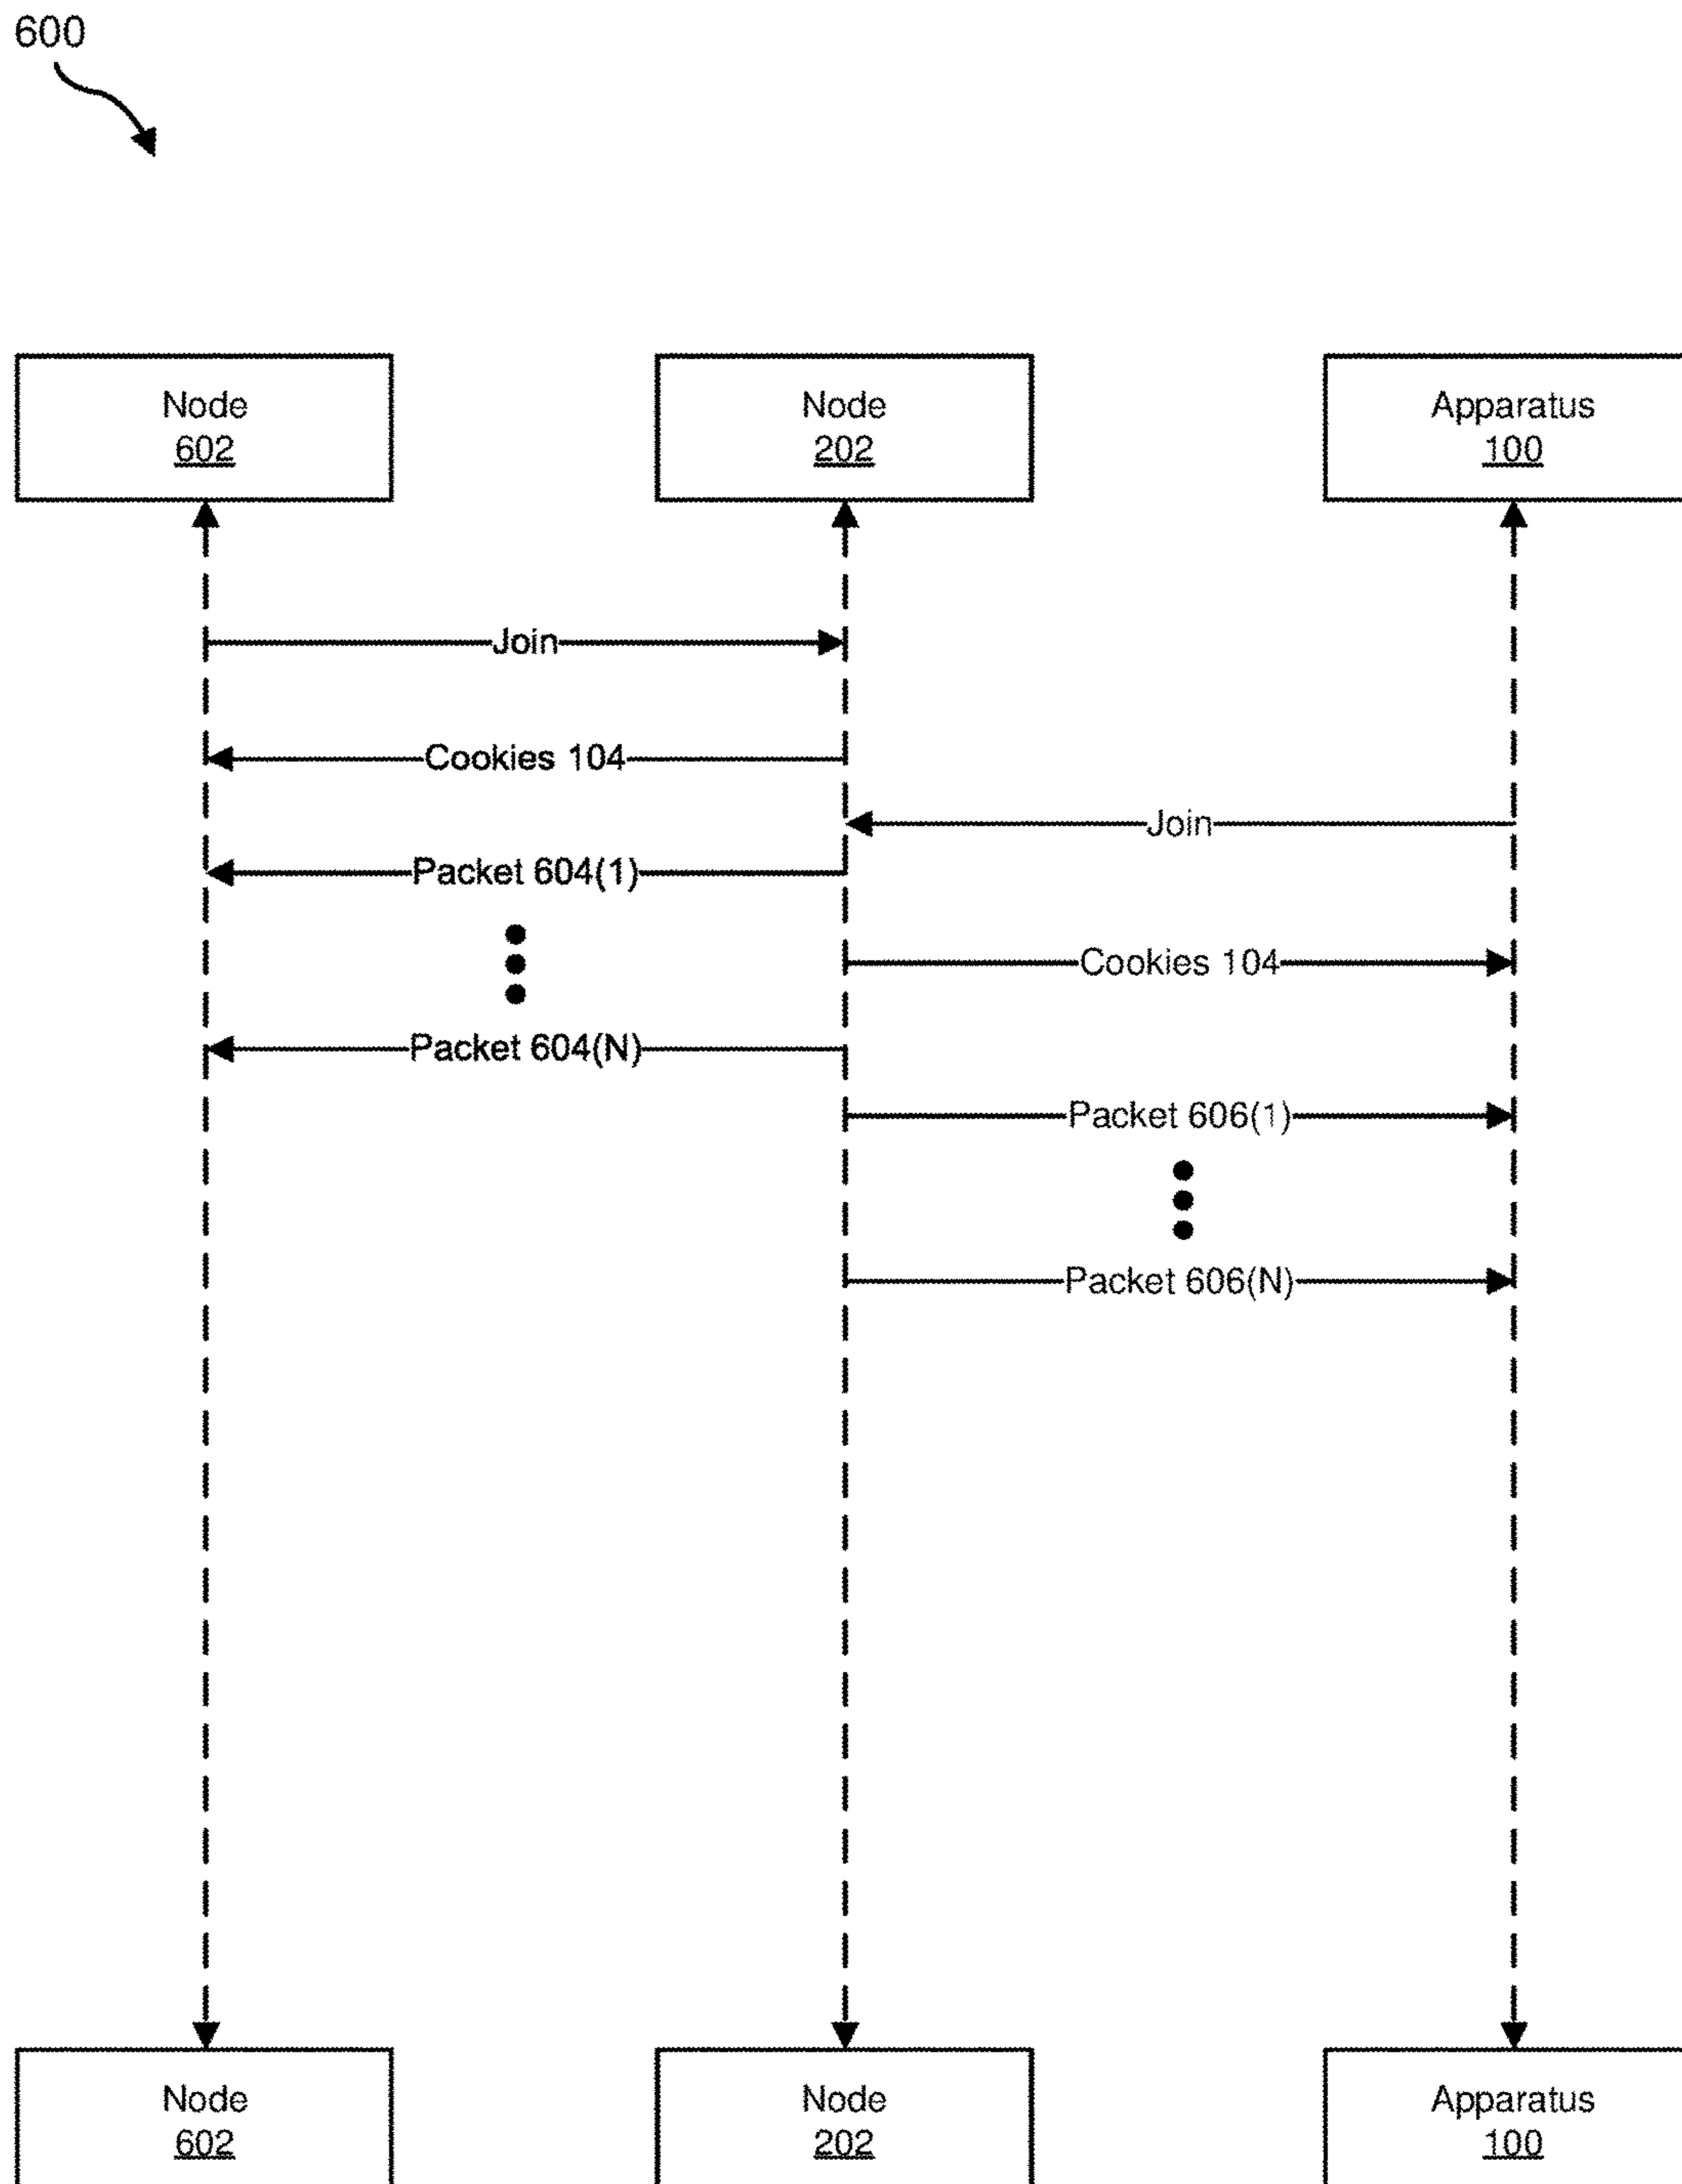 600
Node
602
Node
202
Apparatus
100
Join
Cookies 104
Join
Packet 604(1)
Cookies 104
Packet 604(N)
Packet 606(1)
Packet 606(N)
Node
602
Node
202
Apparatus
100